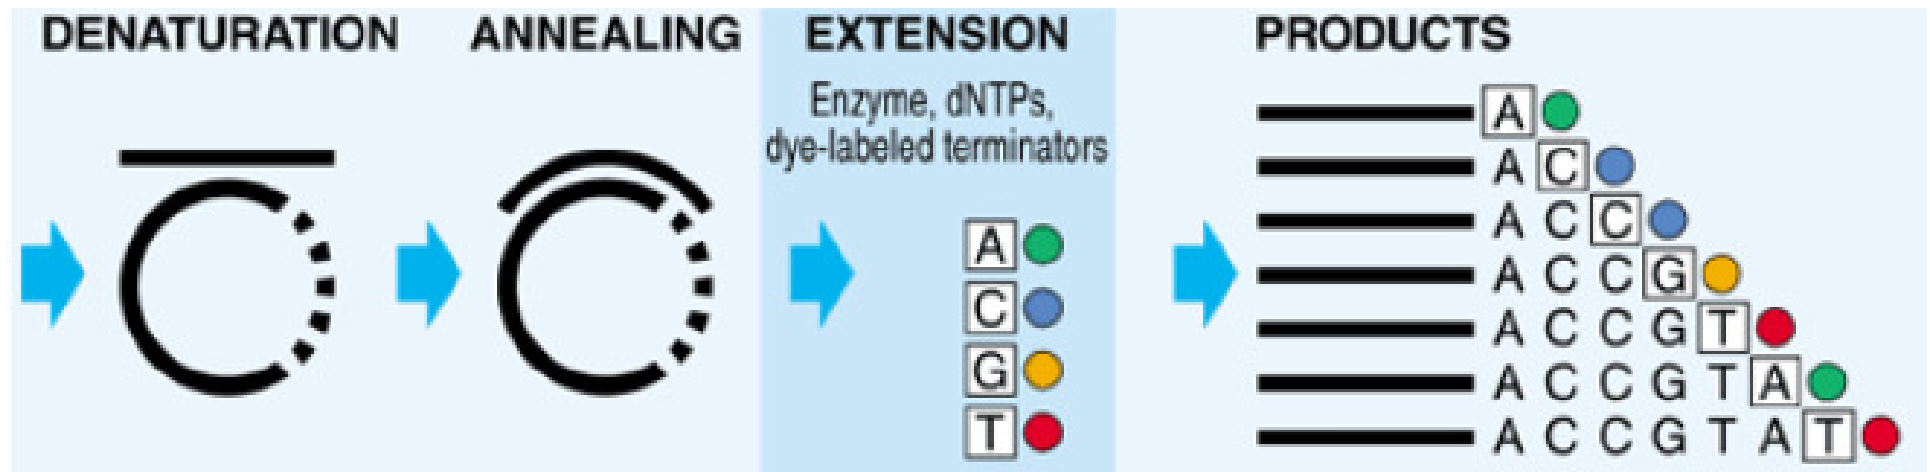 DENATURATION
ANNEALING
EXTENSION
Enzyme, dNTPs,
dye-labeled terminators
A
C
G
T
PRODUCTS
A
A C
A C C
A C C G
A C C G T
A C C G T A
A C C G T A T